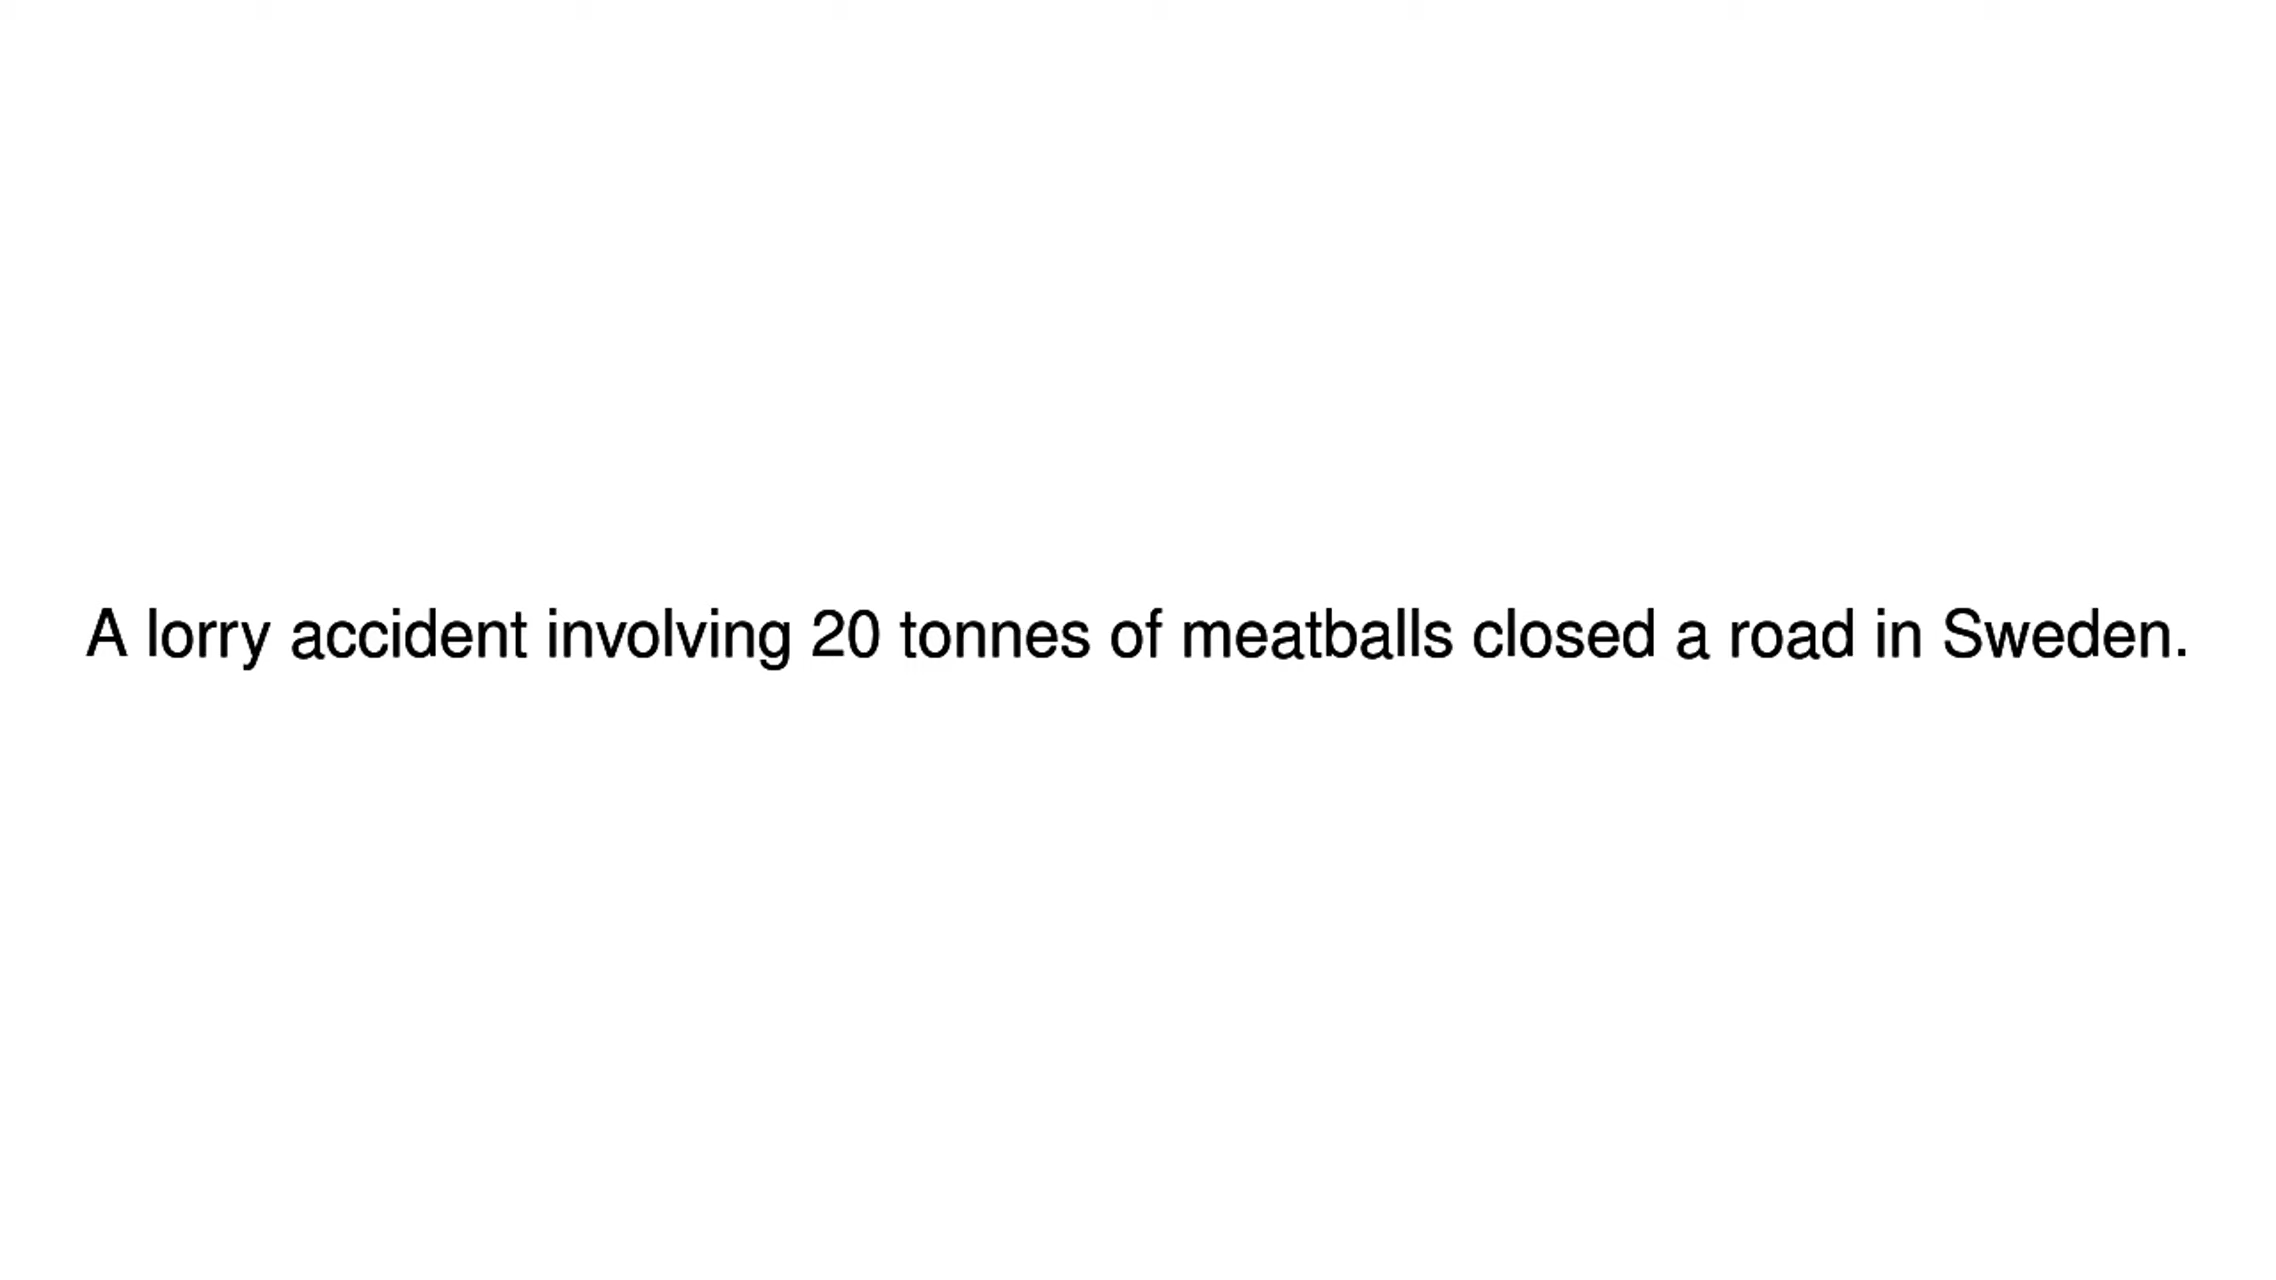 A lorry accident involving 20 tonnes of meatballs closed a road in Sweden.